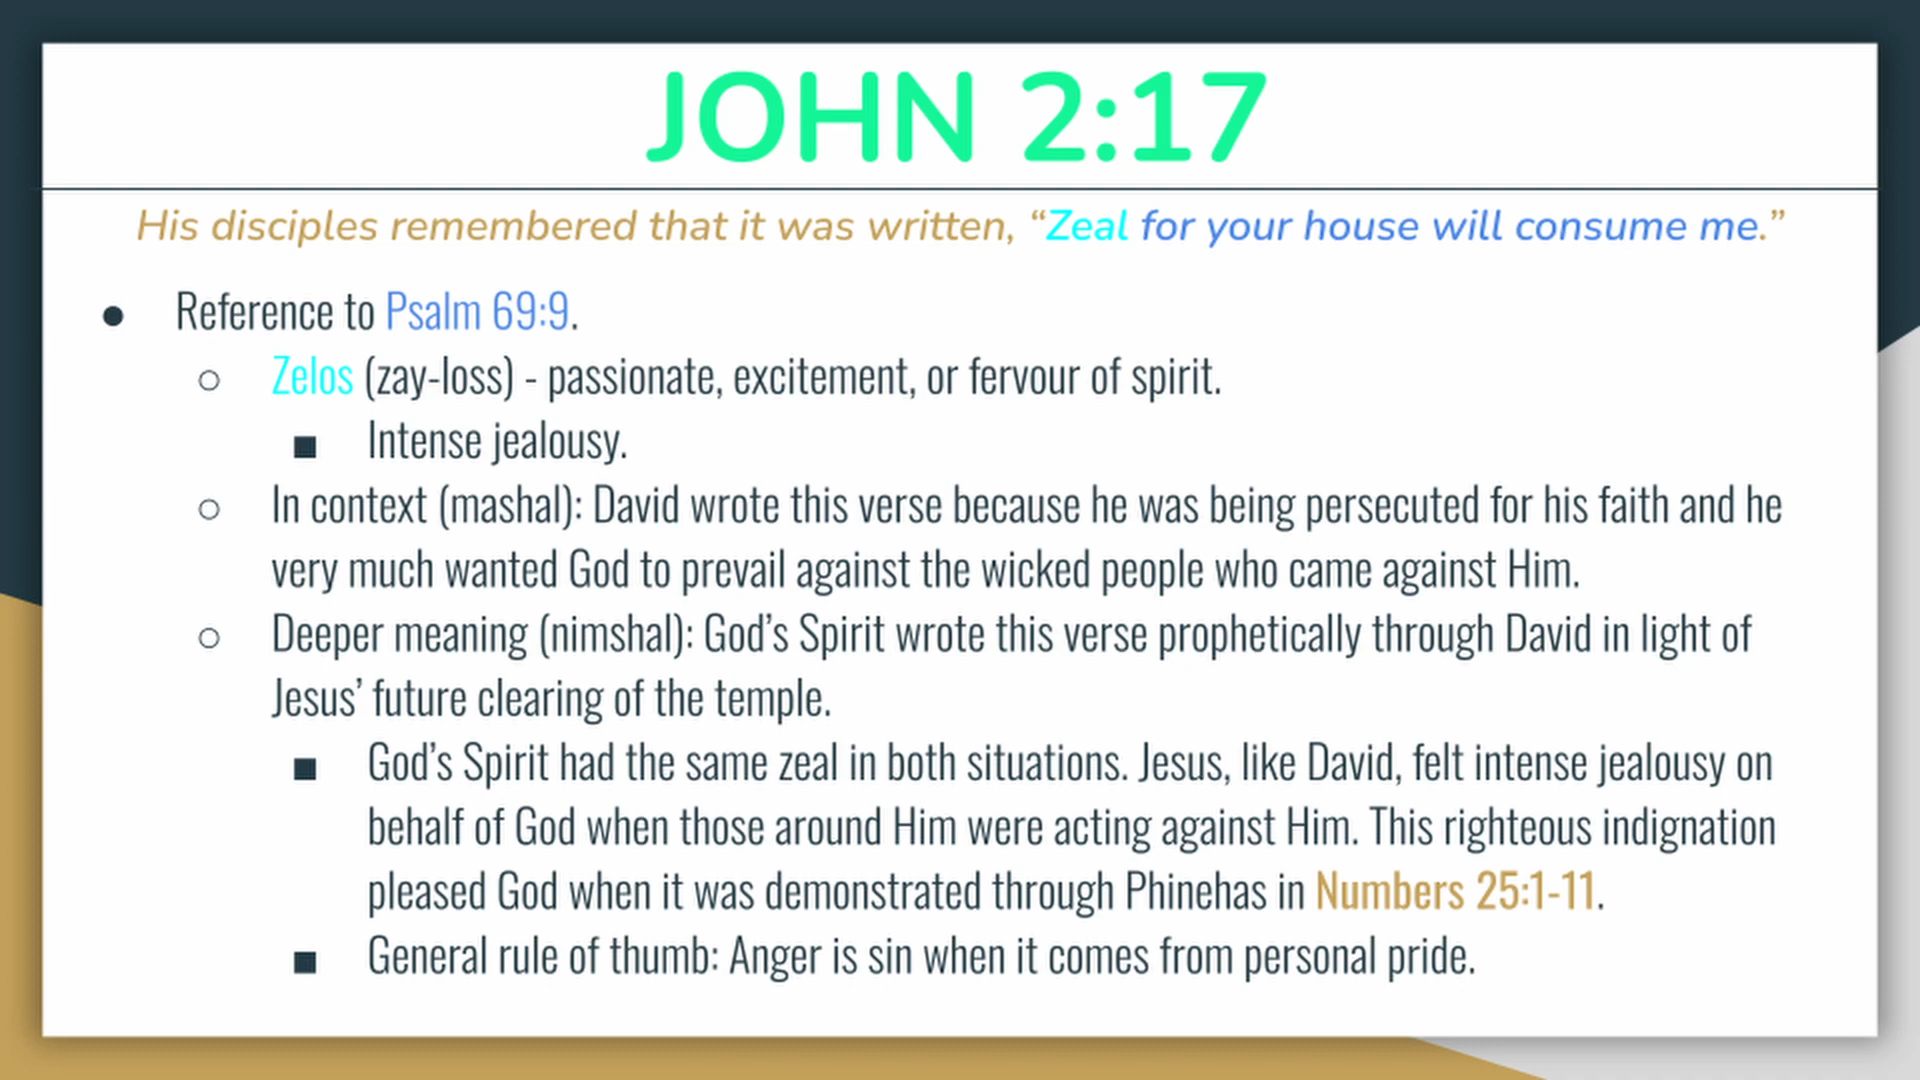 JOHN 2:17
His disciples remembered that it was written, “Zeal for your house will consume me.”
● Reference to Psalm 69:9.
○ Zelos (zay-loss) - passionate, excitement, or fervour of spirit.
■ Intense jealousy.
○ In context (mashal): David wrote this verse because he was being persecuted for his faith and he
very much wanted God to prevail against the wicked people who came against Him.
○ Deeper meaning (nimshal): God’s Spirit wrote this verse prophetically through David in light of
Jesus’ future clearing of the temple.
■ God’s Spirit had the same zeal in both situations. Jesus, like David, felt intense jealousy on
behalf of God when those around Him were acting against Him. This righteous indignation
pleased God when it was demonstrated through Phinehas in Numbers 25:1-11.
■ General rule of thumb: Anger is sin when it comes from personal pride.